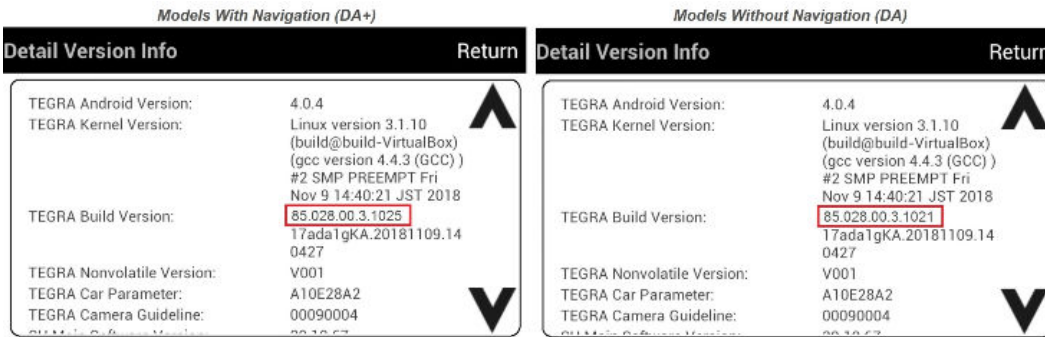 Models With Navigation (DA+)
Detail Version Info
Return
TEGRA Android Version: 4.0.4
TEGRA Kernel Version: Linux version 3.1.10
(build@build-VirtualBox)
(gcc version 4.4.3 (GCC) )
#2 SMP PREEMPT Fri
Nov 9 14:40:21 JST 2018
TEGRA Build Version: 85.028.00.3.1025
17ada1gKA.20181109.14
0427
TEGRA Nonvolatile Version: V001
TEGRA Car Parameter: A10E28A2
TEGRA Camera Guideline: 00090004
Models Without Navigation (DA)
Detail Version Info
Return
TEGRA Android Version: 4.0.4
TEGRA Kernel Version: Linux version 3.1.10
(build@build-VirtualBox)
(gcc version 4.4.3 (GCC) )
#2 SMP PREEMPT Fri
Nov 9 14:40:21 JST 2018
TEGRA Build Version: 85.028.00.3.1021
17ada1gKA.20181109.14
0427
TEGRA Nonvolatile Version: V001
TEGRA Car Parameter: A10E28A2
TEGRA Camera Guideline: 00090004